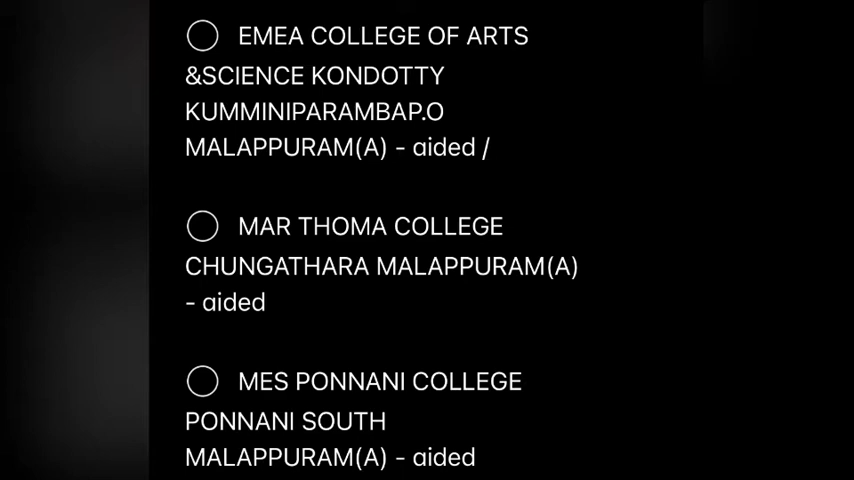 ◯ EMEA COLLEGE OF ARTS
&SCIENCE KONDOTTY
KUMMINIPARAMBAP.O
MALAPPURAM(A) - aided /
◯ MAR THOMA COLLEGE
CHUNGATHARA MALAPPURAM(A)
- aided
◯ MES PONNANI COLLEGE
PONNANI SOUTH
MALAPPURAM(A) - aided